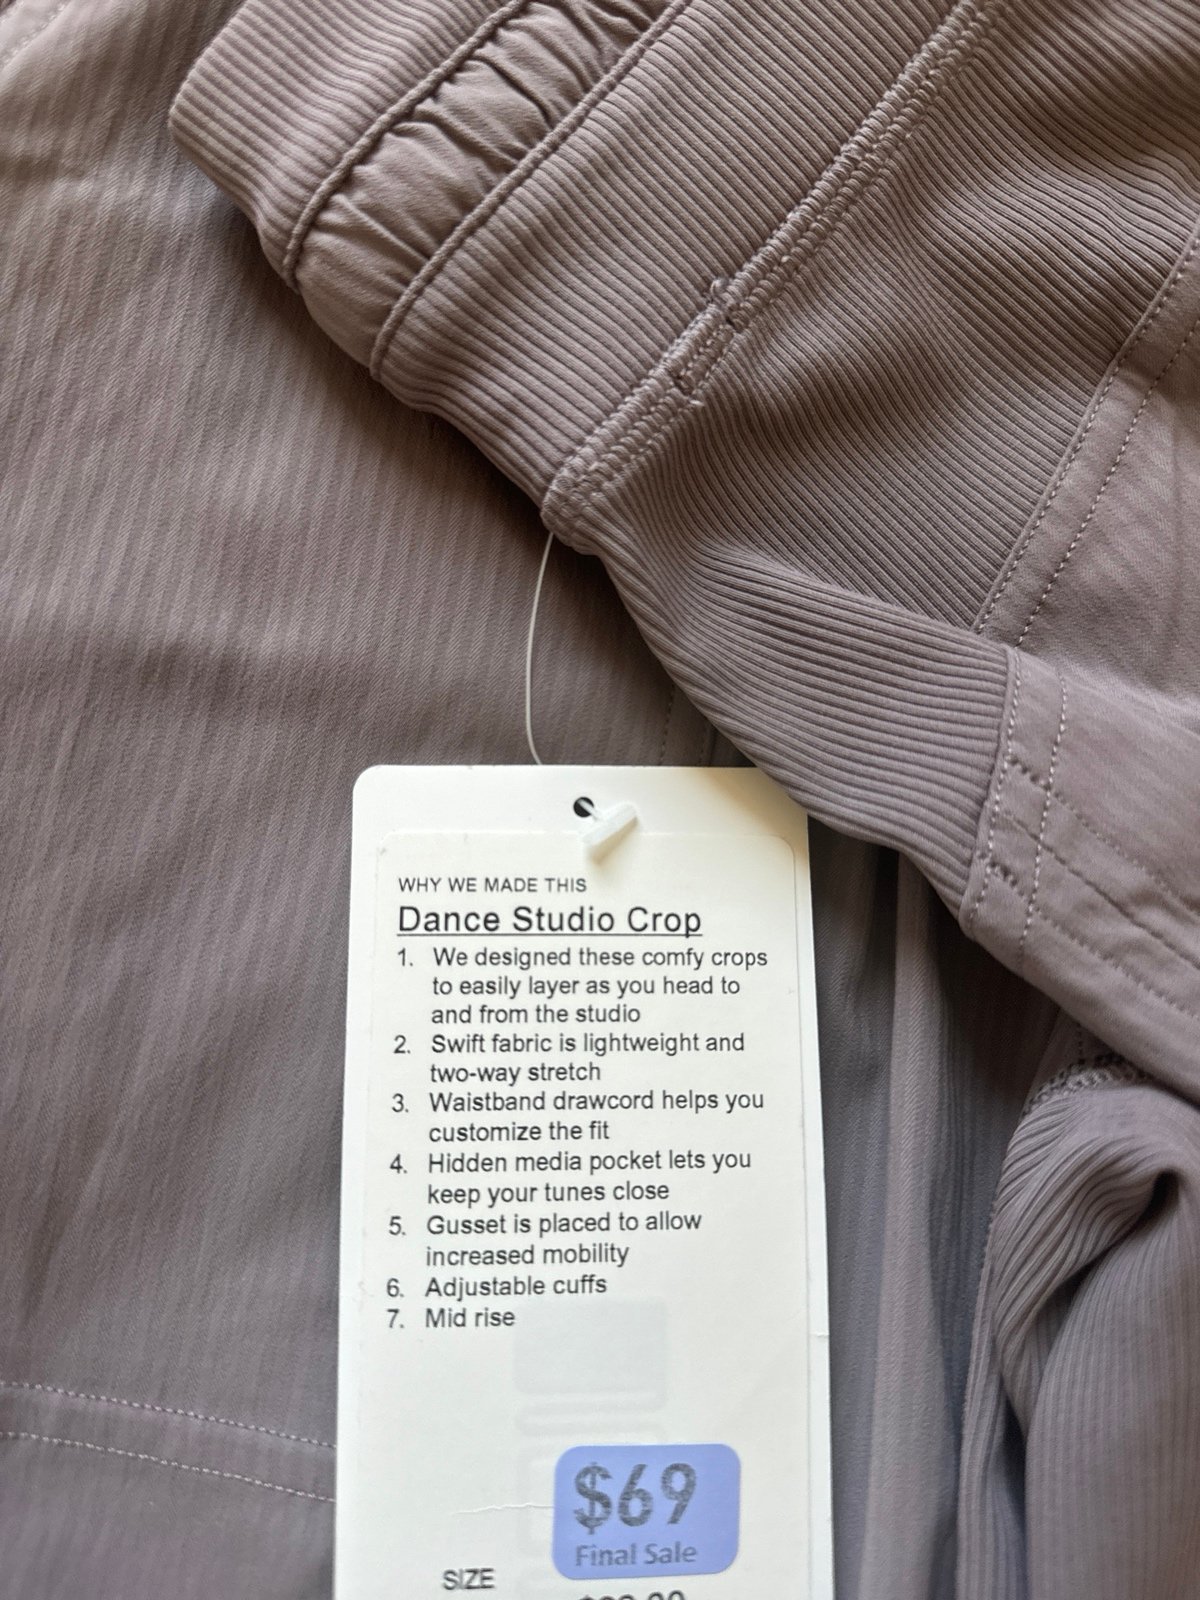 WHY WE MADE THIS
Dance Studio Crop
1. We designed these comfy crops
to easily layer as you head to
and from the studio
2. Swift fabric is lightweight and
two-way stretch
3. Waistband drawcord helps you
customize the fit
4. Hidden media pocket lets you
keep your tunes close
5. Gusset is placed to allow
increased mobility
6. Adjustable cuffs
7. Mid rise
$69
Final Sale
SIZE